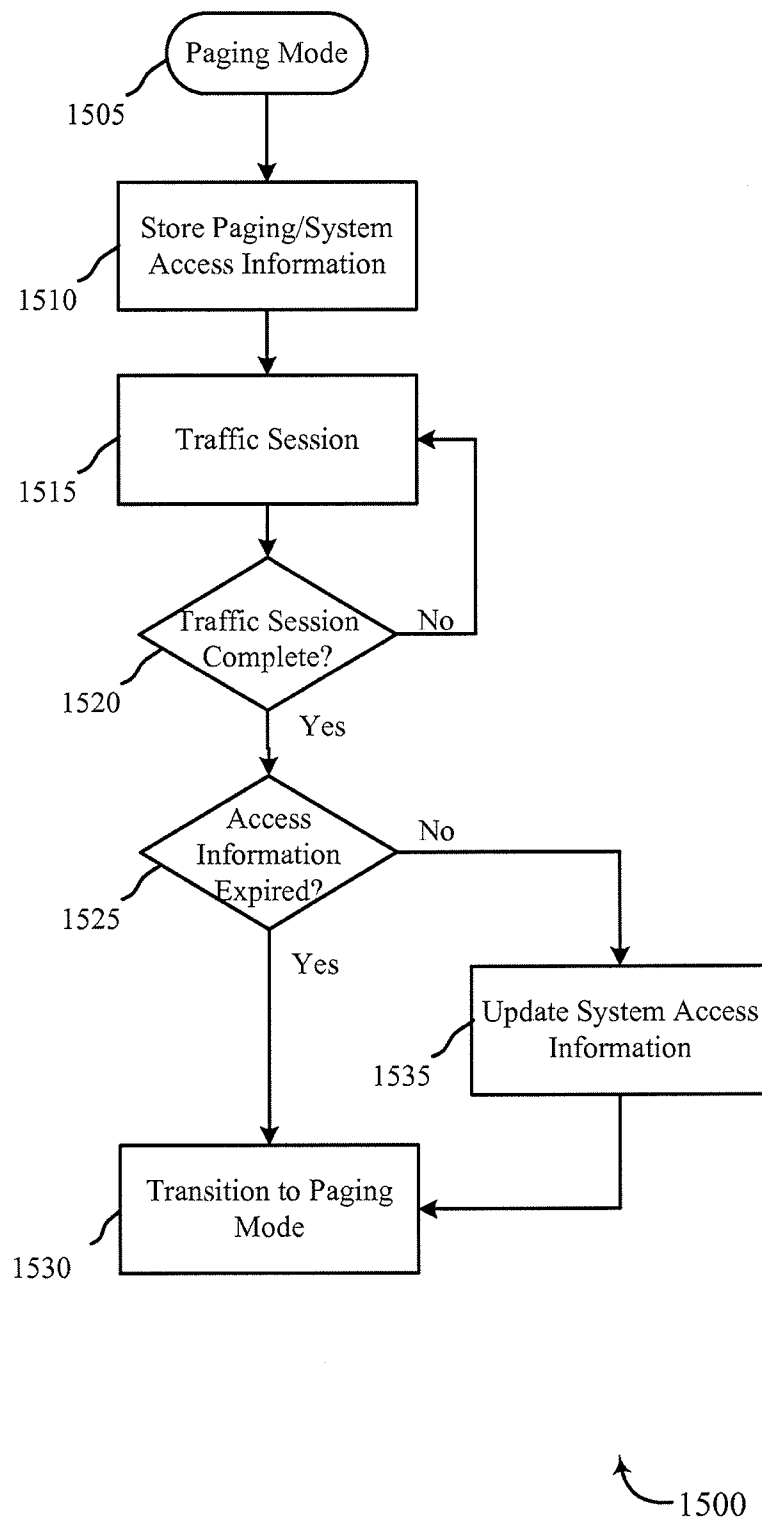 Paging Mode
1505
Store Paging/System
Access Information
1510
Traffic Session
1515
Traffic Session
Complete?
No
1520
Yes
Access
Information
Expired?
No
1525
Yes
Update System Access
Information
1535
Transition to Paging
Mode
1530
1500